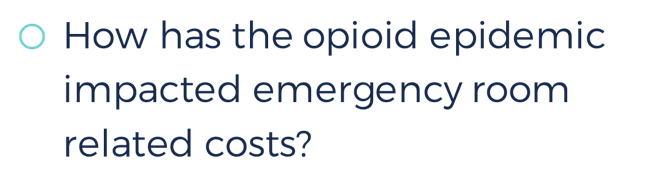 How has the opioid epidemic
impacted emergency room
related costs?